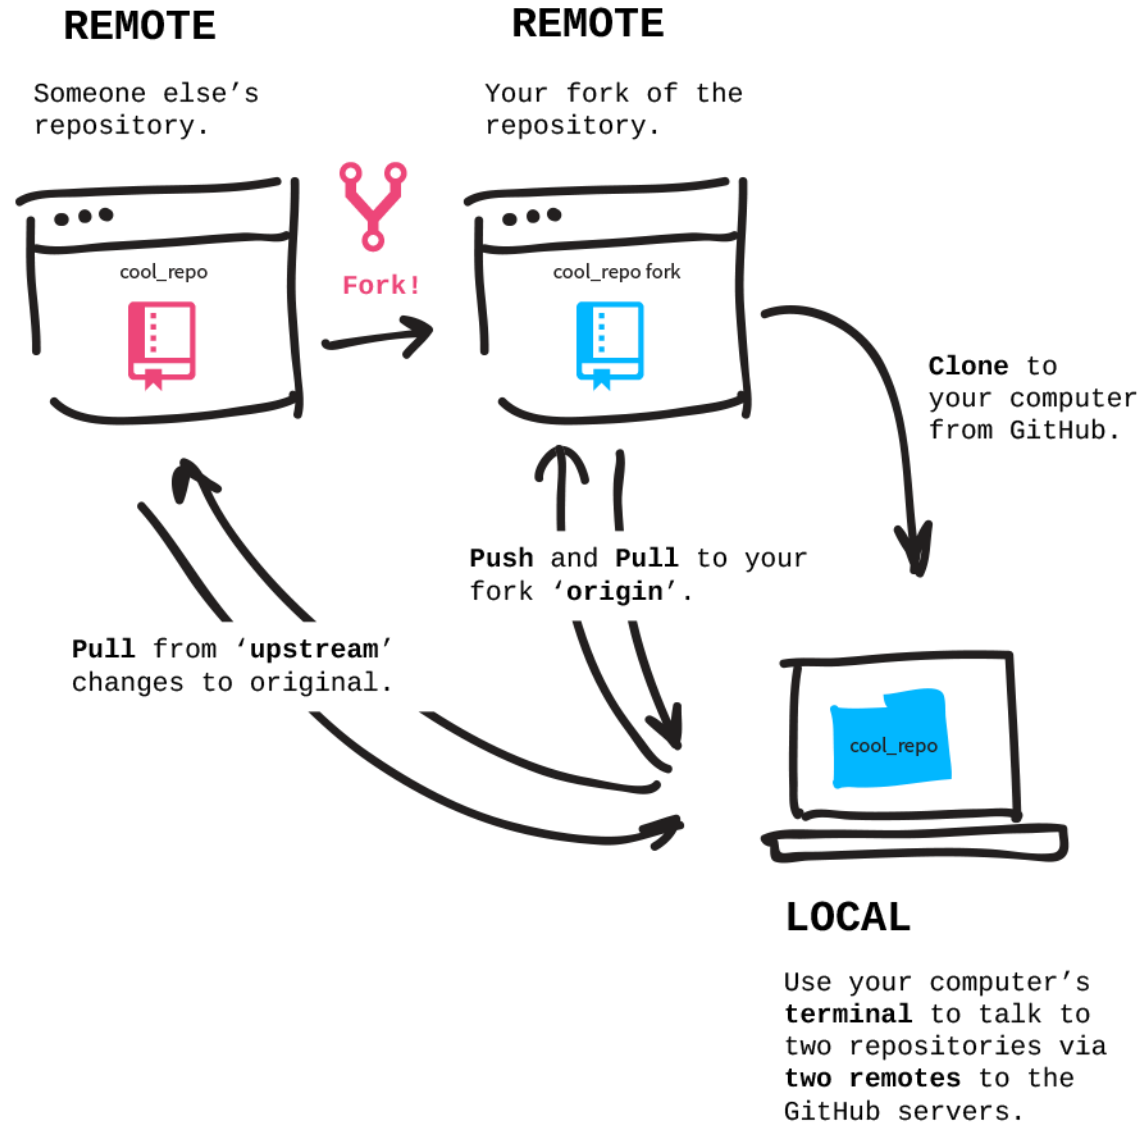 REMOTE
Someone else’s
repository.
cool_repo
Fork!
REMOTE
Your fork of the
repository.
cool_repo fork
Clone to
your computer
from GitHub.
Push and Pull to your
fork ‘origin’.
Pull from ‘upstream’
changes to original.
cool_repo
LOCAL
Use your computer’s
terminal to talk to
two repositories via
two remotes to the
GitHub servers.